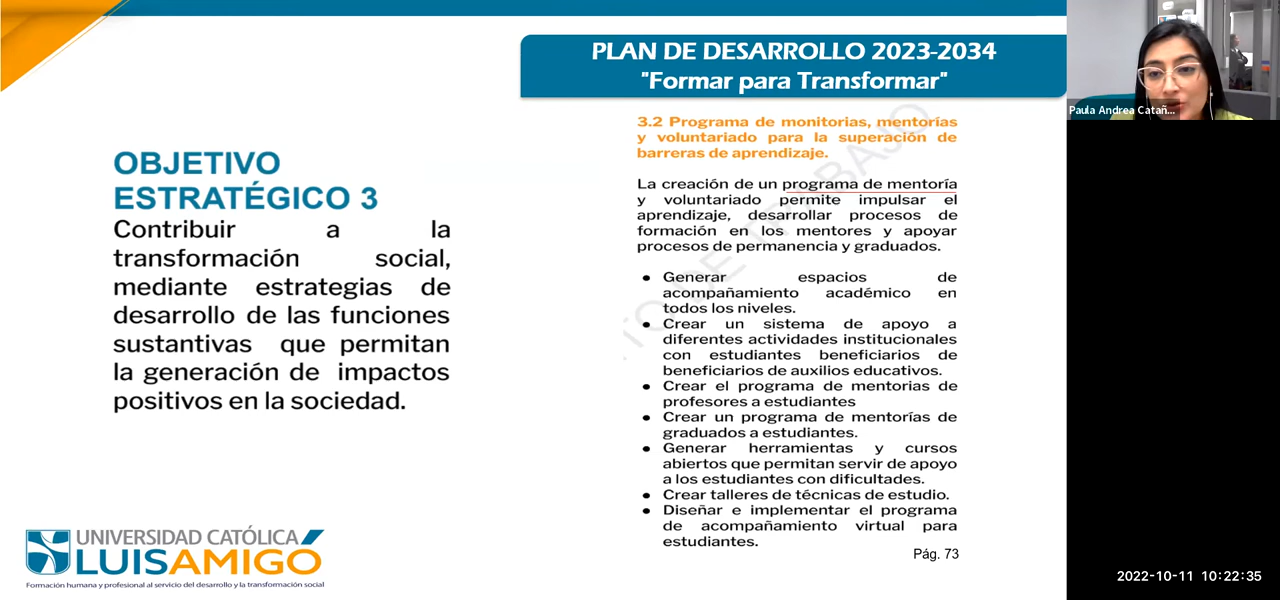 PLAN DE DESARROLLO 2023-2034
"Formar para Transformar"
Paula Andrea Catañ...
OBJETIVO
ESTRATÉGICO 3
Contribuir a la
transformación social,
mediante estrategias de
desarrollo de las funciones
sustantivas que permitan
la generación de impactos
positivos en la sociedad.
3.2 Programa de monitorias, mentorías
y voluntariado para la superación de
barreras de aprendizaje.
La creación de un programa de mentoría
y voluntariado permite impulsar el
aprendizaje, desarrollar procesos de
formación en los mentores y apoyar
procesos de permanencia y graduados.
• Generar espacios de
acompañamiento académico en
todos los niveles.
• Crear un sistema de apoyo a
diferentes actividades institucionales
con estudiantes beneficiarios de
beneficiarios de auxilios educativos.
• Crear el programa de mentorias de
profesores a estudiantes
• Crear un programa de mentorías de
graduados a estudiantes.
• Generar herramientas y cursos
abiertos que permitan servir de apoyo
a los estudiantes con dificultades.
• Crear talleres de técnicas de estudio.
• Diseñar e implementar el programa
de acompañamiento virtual para
estudiantes.
Pág. 73
UNIVERSIDAD CATÓLICA
LUIS AMIGÓ
Formación humana y profesional al servicio del desarrollo y la transformación social
2022-10-11 10:22:35